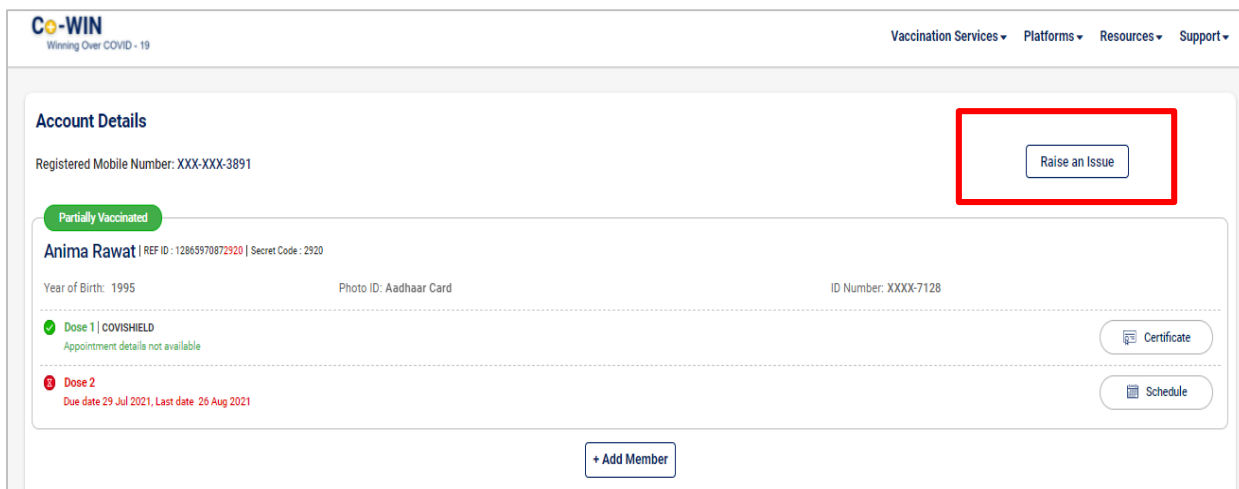 Co-WIN
Winning Over COVID - 19
Vaccination Services Platforms Resources Support
Account Details
Registered Mobile Number: XXX-XXX-3891
Raise an Issue
Partially Vaccinated
Anima Rawat | REF ID : 12865970872920 | Secret Code : 2920
Year of Birth: 1995 Photo ID: Aadhaar Card ID Number: XXXX-7128
Dose 1 | COVISHIELD
Appointment details not available
Certificate
Dose 2
Due date 29 Jul 2021, Last date 26 Aug 2021
Schedule
+ Add Member